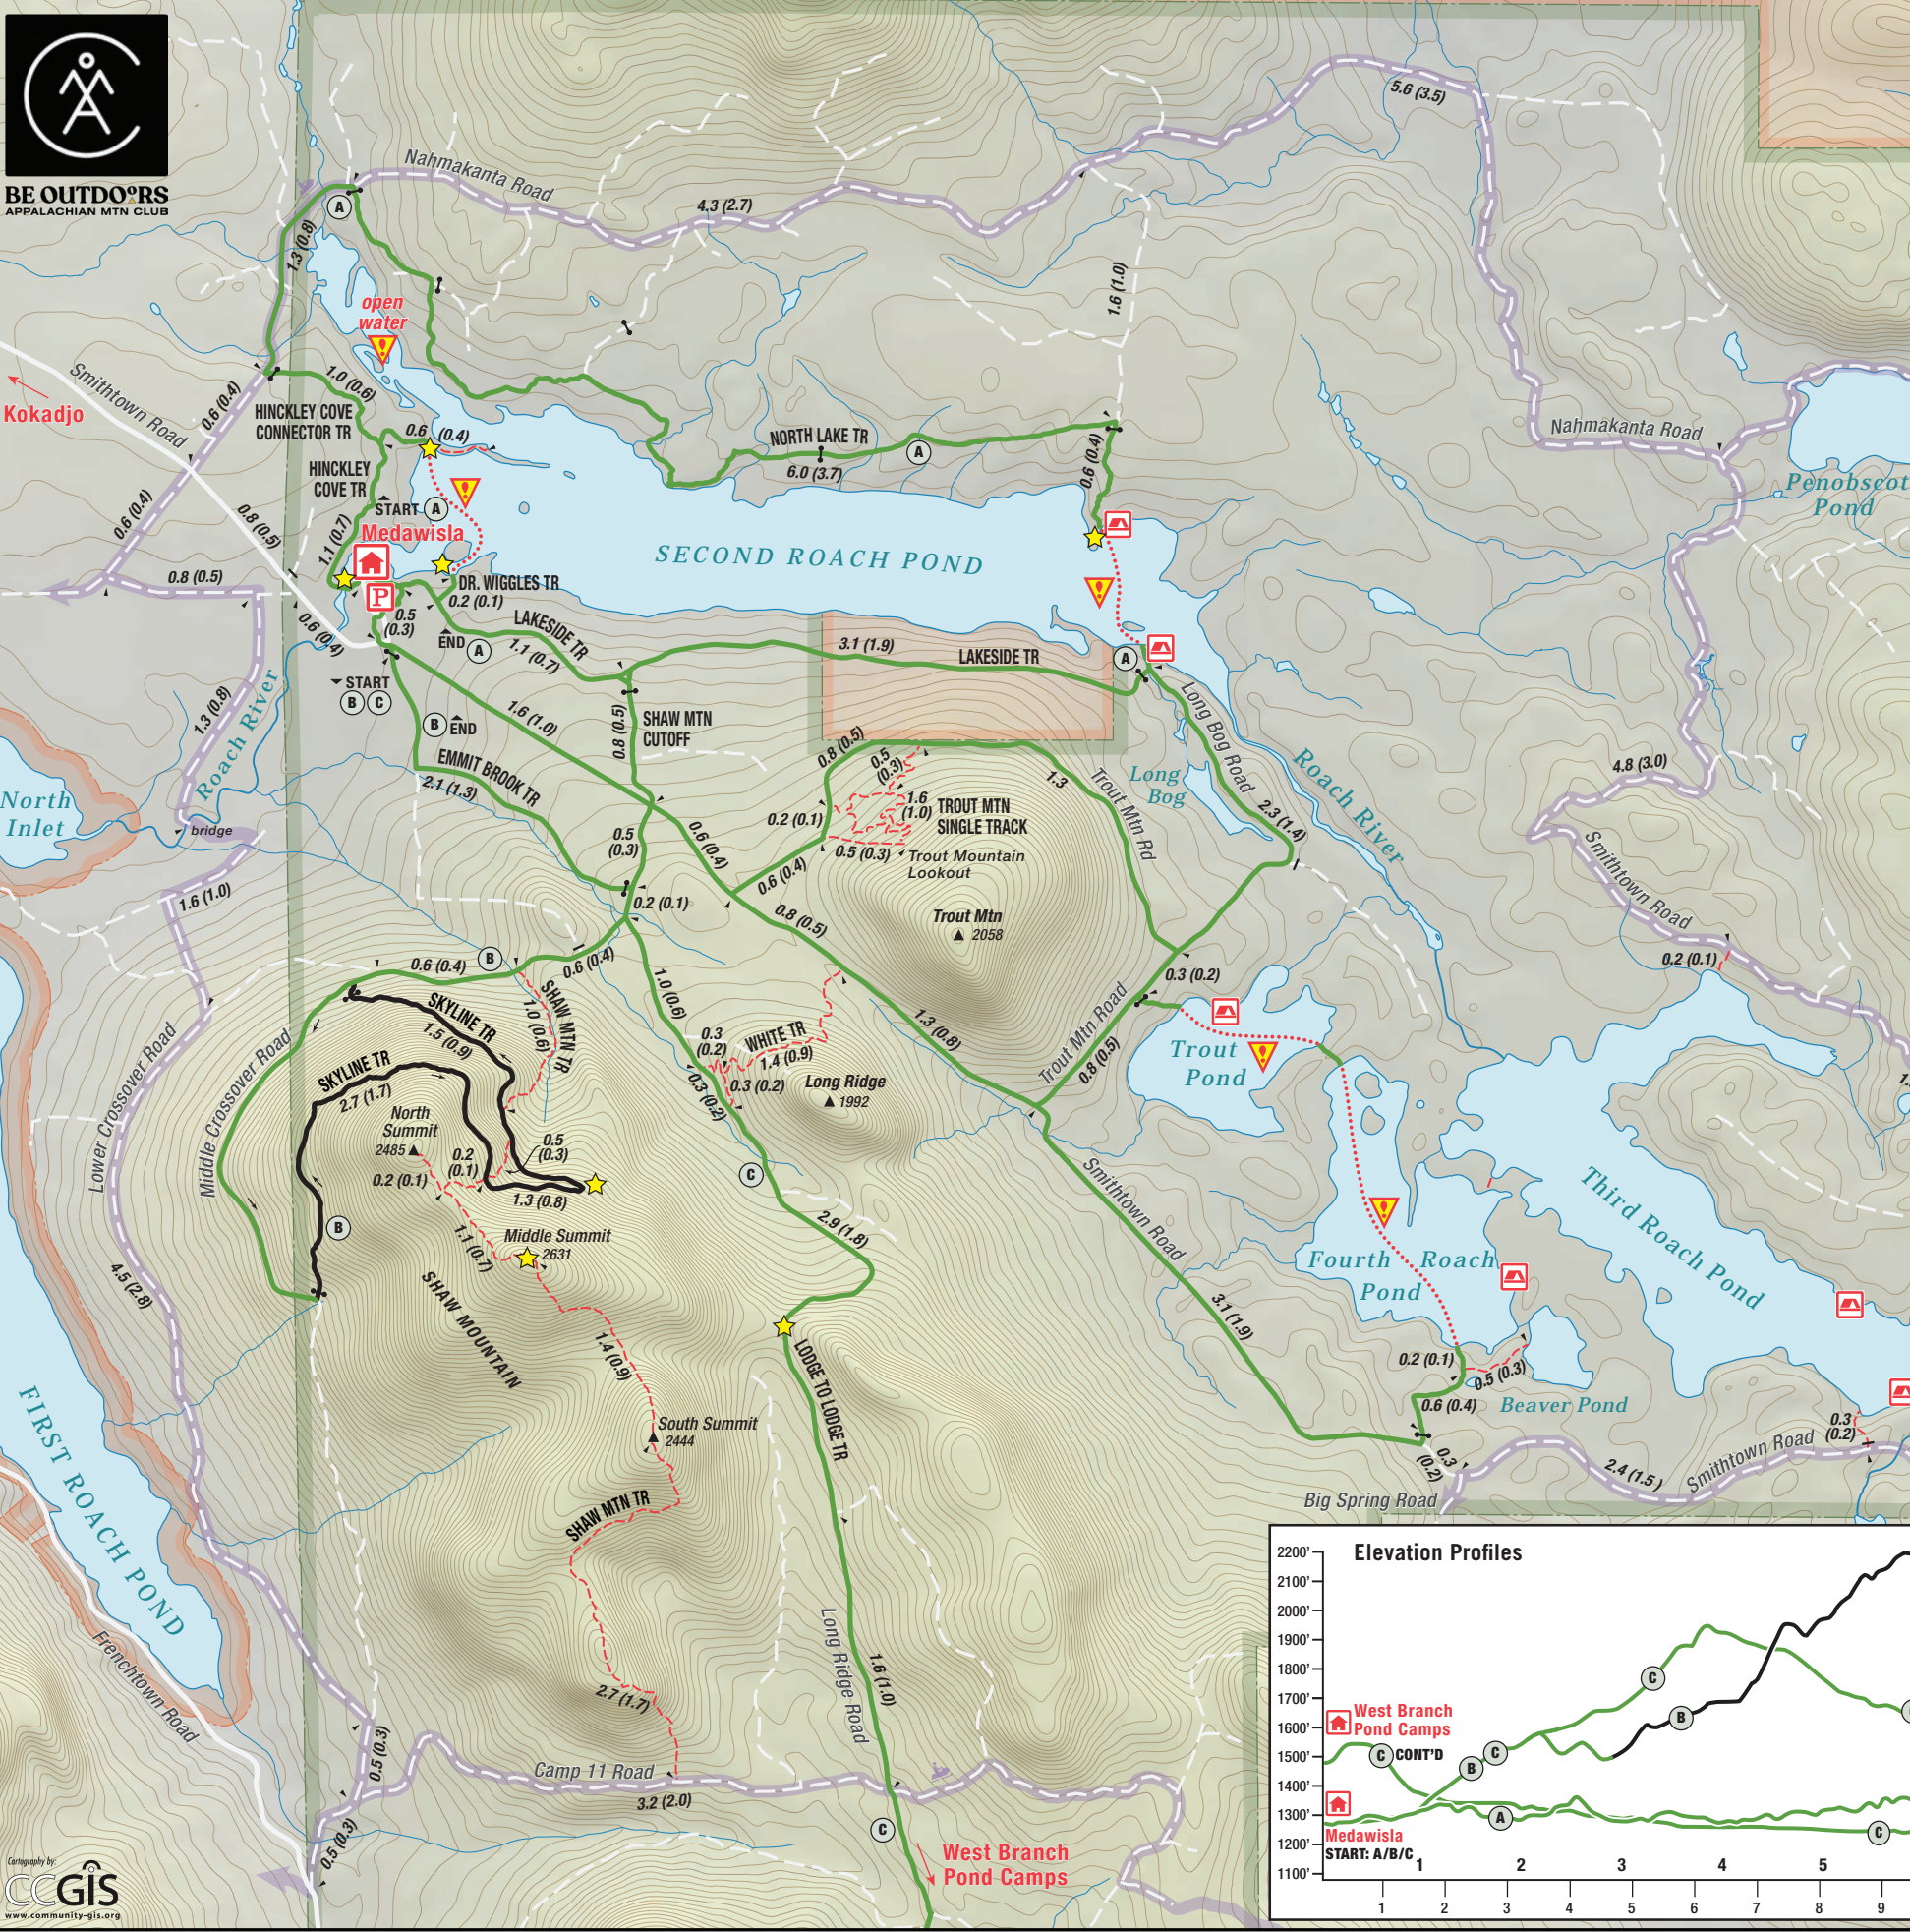 BE OUTDOORS
APPALACHIAN MTN CLUB
Nahmakanta Road
5.6 (3.5)
4.3 (2.7)
A
1.3 (0.8)
open
water
1.6 (1.0)
Smithtown Road
Kokadjo
0.6 (0.4)
1.0 (0.6)
HINCKLEY COVE
CONNECTOR TR
0.6 (0.4)
NORTH LAKE TR
A
6.0 (3.7)
0.6 (0.4)
Nahmakanta Road
Penobscot
Pond
HINCKLEY
COVE TR
START A
Medawisla
0.6 (0.4)
0.8 (0.5)
1.1 (0.7)
SECOND ROACH POND
0.8 (0.5)
P
DR. WIGGLES TR
0.2 (0.1)
0.5
(0.3)
0.6 (0.4)
LAKESIDE TR
END
A
1.1 (0.7)
3.1 (1.9)
LAKESIDE TR
A
START
B C
B END
1.3 (0.8)
Roach River
1.6 (1.0)
0.8 (0.5)
SHAW MTN
CUTOFF
Long Bog Road
Roach River
EMMIT BROOK TR
2.1 (1.3)
0.8 (0.5)
0.5
(0.3)
1.3
Trout Mtn Rd
Long
Bog
4.8 (3.0)
North
Inlet
bridge
1.6
(1.0)
TROUT MTN
SINGLE TRACK
0.2 (0.1)
2.3 (1.4)
0.5
(0.3)
0.6 (0.4)
0.5 (0.3)
Trout Mountain
Lookout
0.6 (0.4)
Smithtown Road
1.6 (1.0)
0.2 (0.1)
0.8 (0.5)
Trout Mtn
2058
B
0.6 (0.4)
0.6 (0.4)
0.2 (0.1)
0.3 (0.2)
SKYLINE TR
1.5 (0.9)
SHAW MTN TR
1.0 (0.6)
1.0 (0.6)
Trout Mtn Road
1.3 (0.8)
0.8 (0.5)
Trout
Pond
Lower Crossover Road
Middle Crossover Road
SKYLINE TR
2.7 (1.7)
0.3
(0.2)
WHITE TR
1.4 (0.9)
0.3 (0.2)
0.3 (0.2)
Long Ridge
1992
North
Summit
2485
0.2
(0.1)
0.5
(0.3)
0.2 (0.1)
1.3 (0.8)
C
Smithtown Road
Third Roach Pond
B
1.1 (0.7)
Middle Summit
2631
2.9 (1.8)
Fourth Roach
Pond
4.5 (2.8)
SHAW MOUNTAIN
1.4 (0.9)
3.1 (1.9)
LODGE TO LODGE TR
0.2 (0.1)
0.5 (0.3)
0.6 (0.4)
Beaver Pond
FIRST ROACH POND
South Summit
2444
0.3
(0.2)
0.3
(0.2)
2.4 (1.5)
Smithtown Road
SHAW MTN TR
Big Spring Road
Frenchtown Road
2.7 (1.7)
Long Ridge Road
1.6 (1.0)
0.5 (0.3)
Camp 11 Road
3.2 (2.0)
C
0.5 (0.3)
West Branch
Pond Camps
Cartography by:
CCGIS
www.community-gis.org
Elevation Profiles
2200'
2100'
2000'
1900'
1800'
1700'
1600'
1500'
1400'
1300'
1200'
1100'
West Branch
Pond Camps
C CONT'D
B
C
C
B
A
C
Medawisla
START: A/B/C
1 2 3 4 5
1 2 3 4 5 6 7 8 9